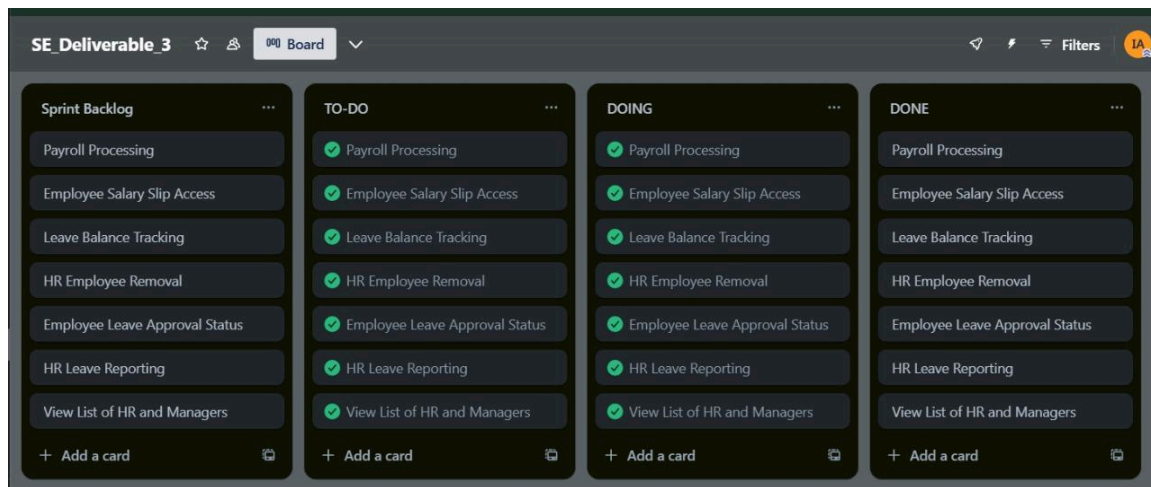 SE_Deliverable_3
Board
Filters
IA
Sprint Backlog
Payroll Processing
Employee Salary Slip Access
Leave Balance Tracking
HR Employee Removal
Employee Leave Approval Status
HR Leave Reporting
View List of HR and Managers
+ Add a card
TO-DO
Payroll Processing
Employee Salary Slip Access
Leave Balance Tracking
HR Employee Removal
Employee Leave Approval Status
HR Leave Reporting
View List of HR and Managers
+ Add a card
DOING
Payroll Processing
Employee Salary Slip Access
Leave Balance Tracking
HR Employee Removal
Employee Leave Approval Status
HR Leave Reporting
View List of HR and Managers
+ Add a card
DONE
Payroll Processing
Employee Salary Slip Access
Leave Balance Tracking
HR Employee Removal
Employee Leave Approval Status
HR Leave Reporting
View List of HR and Managers
+ Add a card